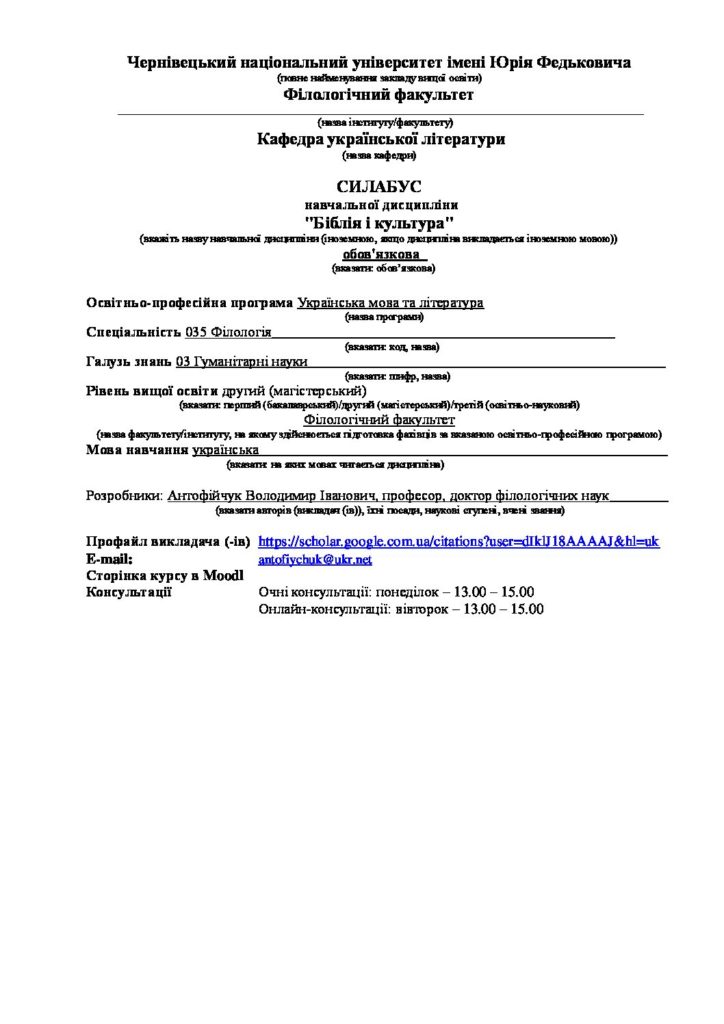 Чернівецький національний університет імені Юрія Федьковича
(повне найменування закладу вищої освіти)
Філологічний факультет
(назва інституту/факультету)
Кафедра української літератури
(назва кафедри)
СИЛАБУС
навчальної дисципліни
"Біблія і культура"
(вкажіть назву навчальної дисципліни (іноземною, якщо дисципліна викладається іноземною мовою))
обов'язкова
(вказати: обов'язкова)
Освітньо-професійна програма Українська мова та література
(назва програми)
Спеціальність 035 Філологія
(вказати: код, назва)
Галузь знань 03 Гуманітарні науки
(вказати: шифр, назва)
Рівень вищої освіти другий (магістерський)
(вказати: перший (бакалаврський)/другий (магістерський)/третій (освітньо-науковий)
Філологічний факультет
(назва факультету/інституту, на якому здійснюється підготовка фахівців за вказаною освітньо-професійною програмою)
Мова навчання українська
(вказати: на яких мовах читається дисципліна)
Розробники: Антофійчук Володимир Іванович, професор, доктор філологічних наук
(вказати авторів (викладач (ів)), їхні посади, наукові ступені, вчені звання)
Профайл викладача (-ів) https://scholar.google.com.ua/citations?user=dIklJ18AAAAJ&hl=uk
E-mail: antofiychuk@ukr.net
Сторінка курсу в Moodl
Консультації Очні консультації: понеділок – 13.00 – 15.00
Онлайн-консультації: вівторок – 13.00 – 15.00